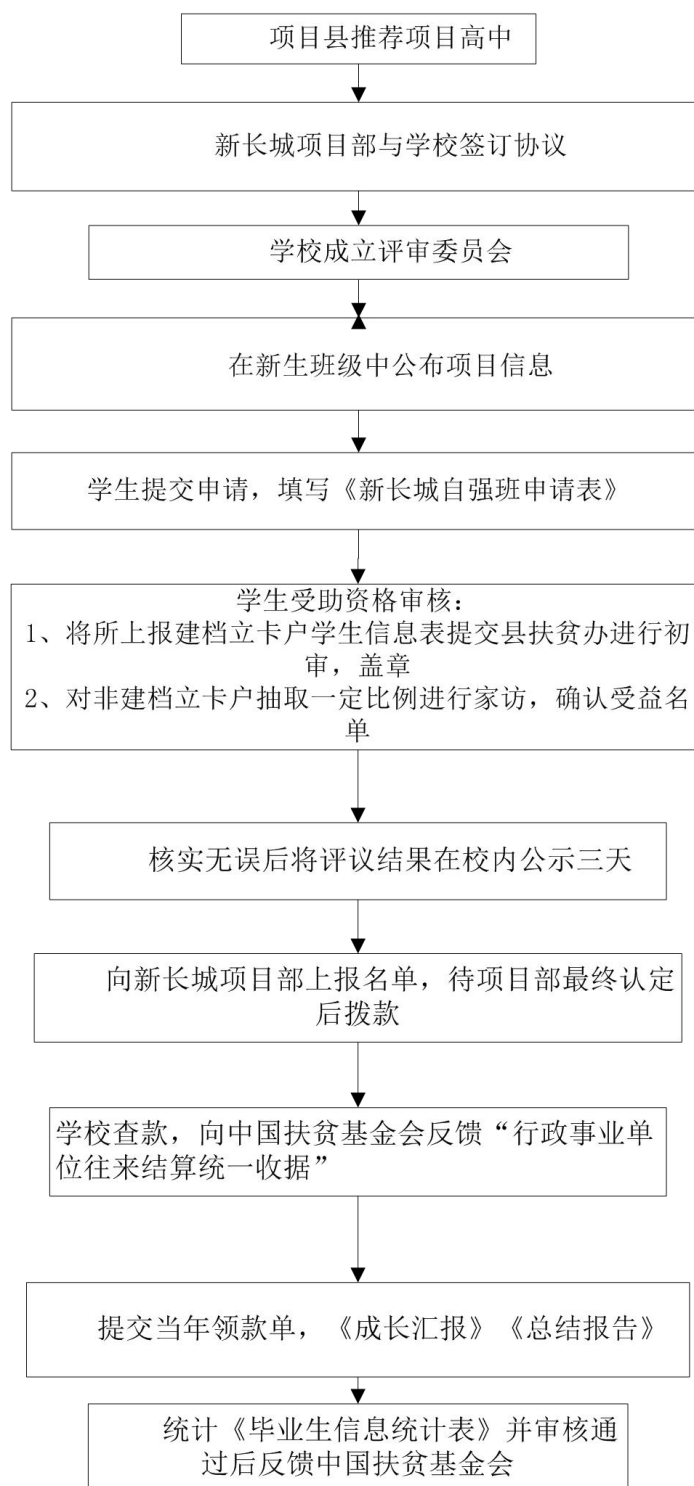 项目县推荐项目高中
新长城项目部与学校签订协议
学校成立评审委员会
在新生班级中公布项目信息
学生提交申请，填写《新长城自强班申请表》
学生受助资格审核：
1、将所上报建档立卡户学生信息表提交县扶贫办进行初
审，盖章
2、对非建档立卡户抽取一定比例进行家访，确认受益名
单
核实无误后将评议结果在校内公示三天
向新长城项目部上报名单，待项目部最终认定
后拨款
学校查款，向中国扶贫基金会反馈“行政事业单
位往来结算统一收据”
提交当年领款单，《成长汇报》《总结报告》
统计《毕业生信息统计表》并审核通
过后反馈中国扶贫基金会